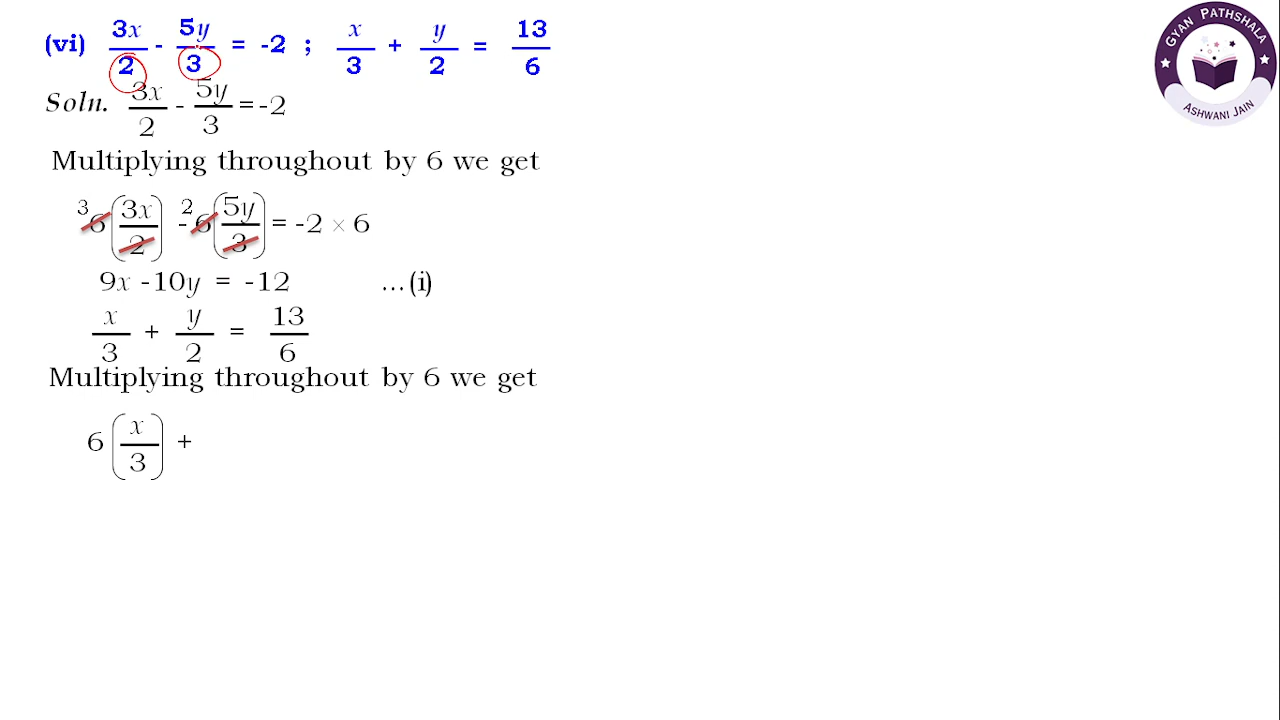 (vi) 3x/2 - 5y/3 = -2 ; x/3 + y/2 = 13/6
Soln. 3x/2 - 5y/3 = -2
Multiplying throughout by 6 we get
3 6(3x/2) - 2 6(5y/3) = -2 × 6
9x -10y = -12 ...(i)
x/3 + y/2 = 13/6
Multiplying throughout by 6 we get
6(x/3) +
GYAN PATHSHALA
ASHWANI JAIN